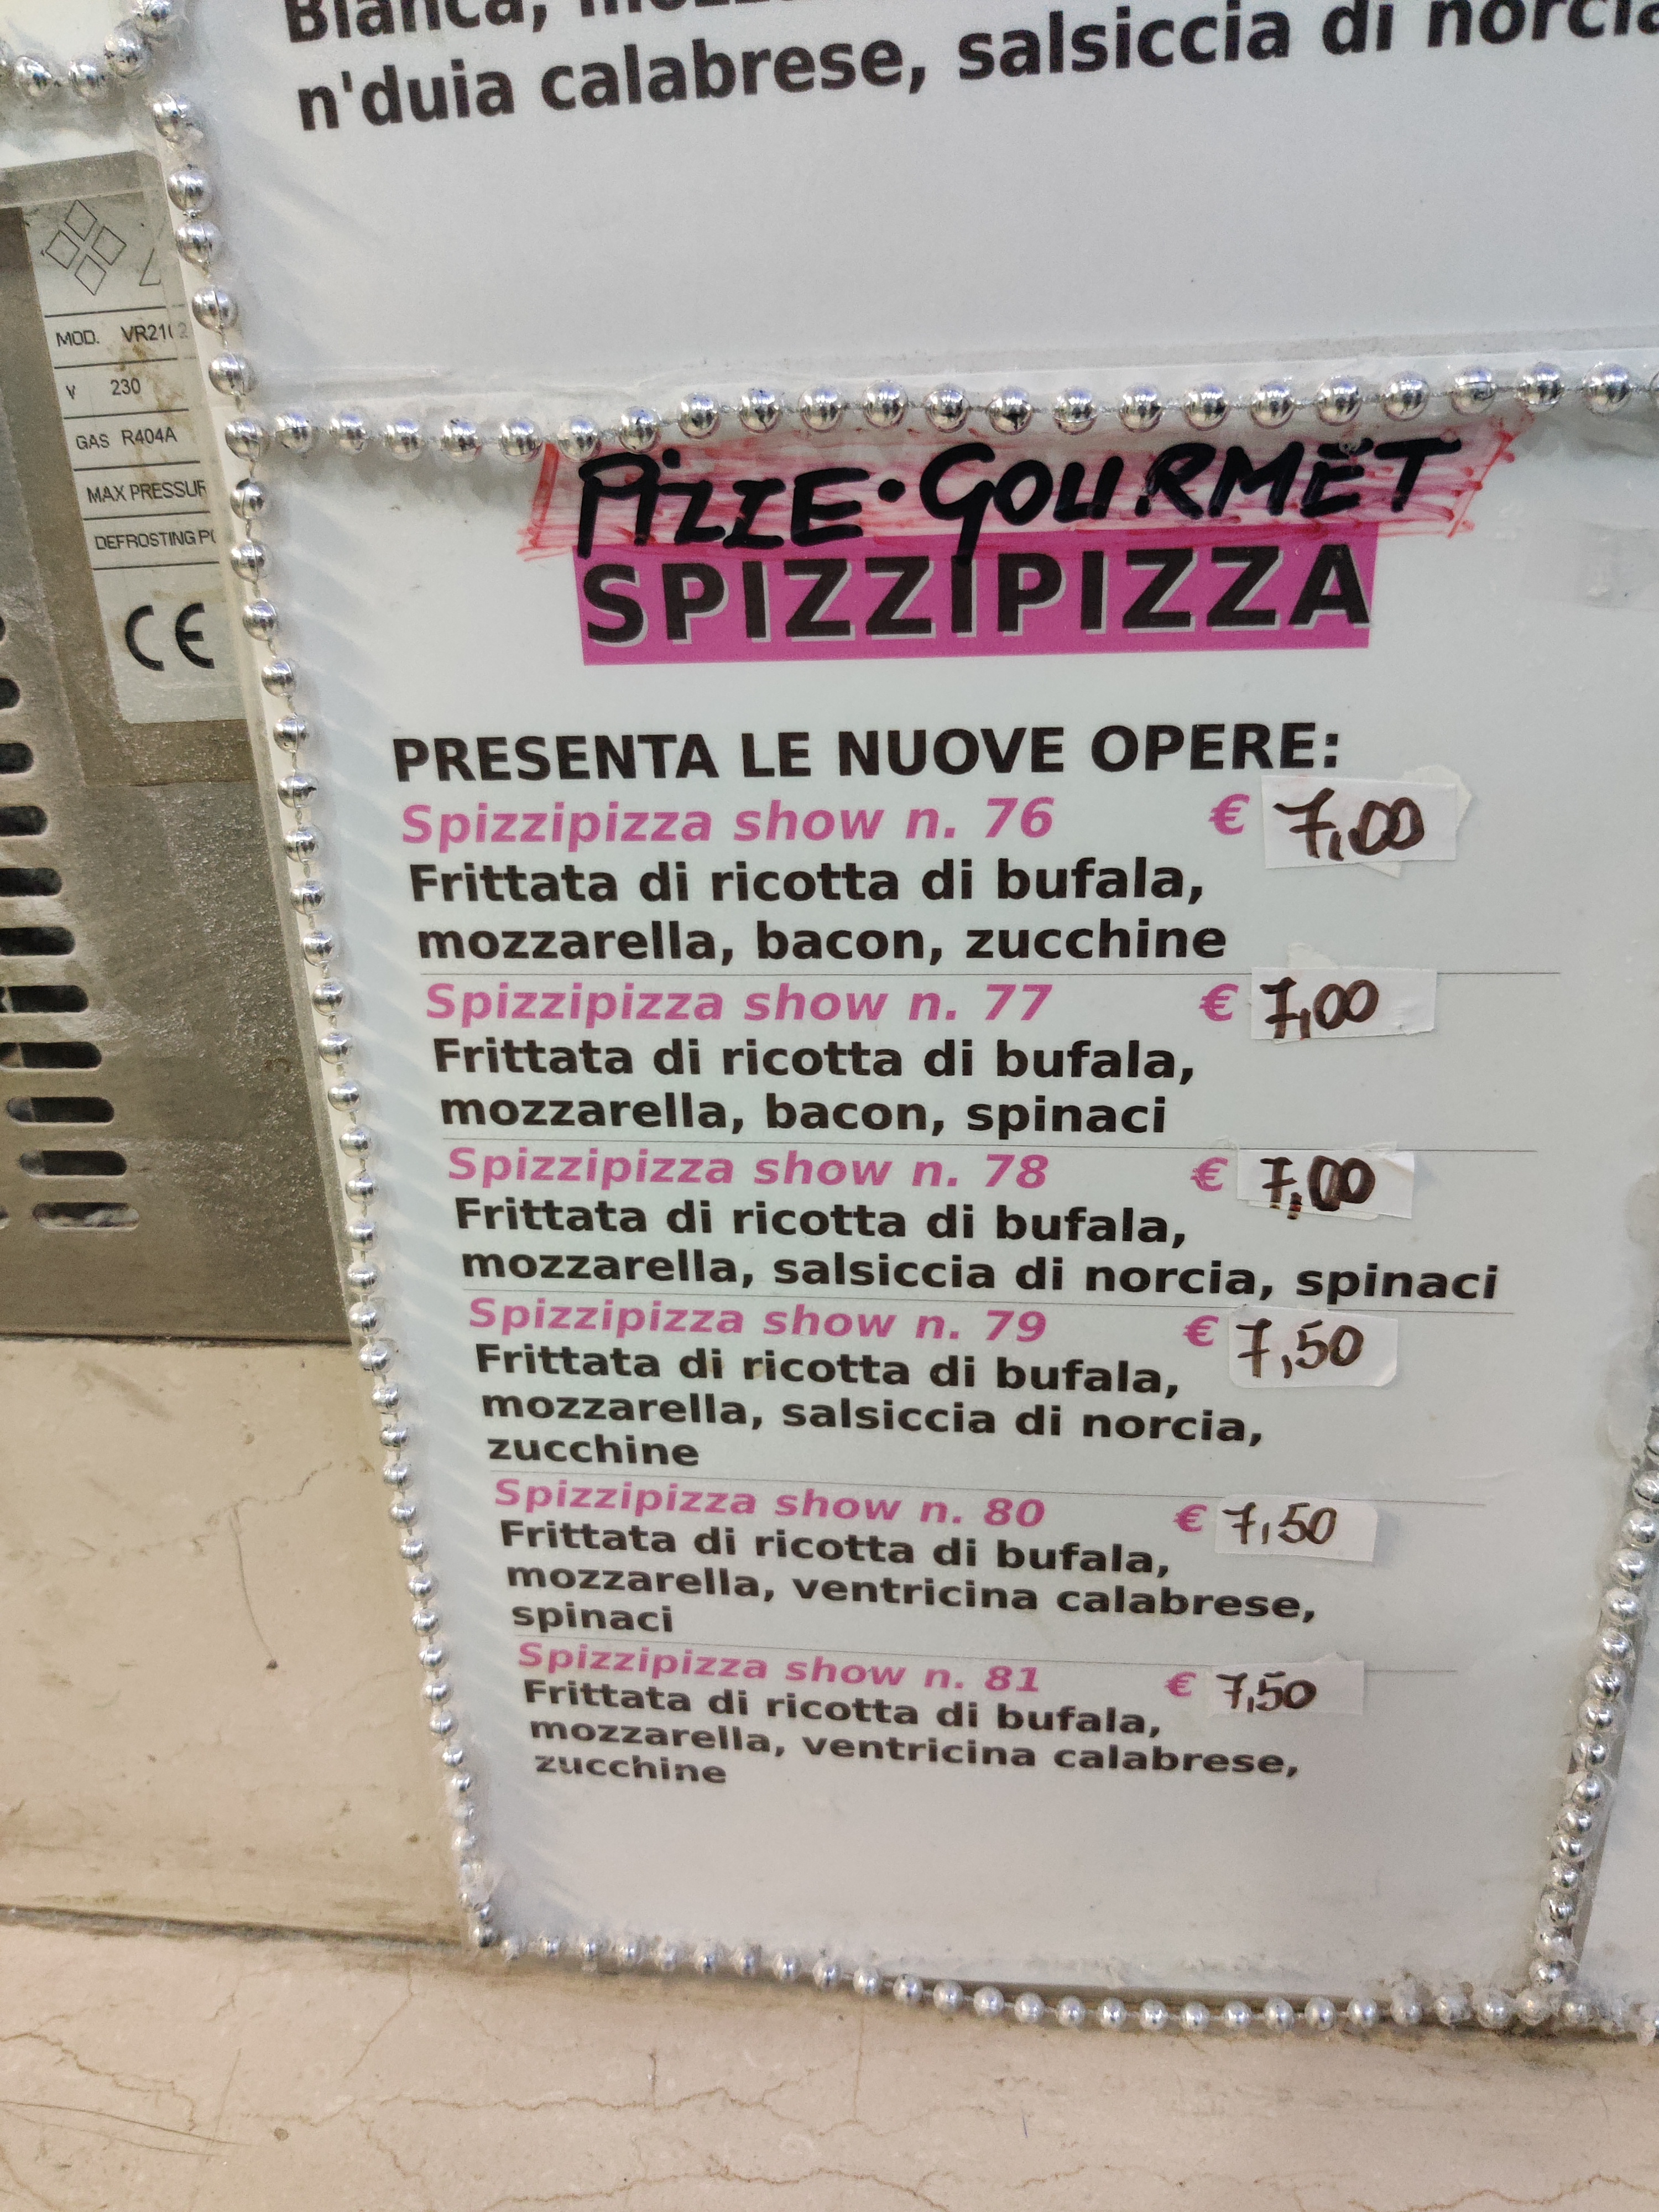 n'duia calabrese, salsiccia di norcia
MOD. VR21
V 230
GAS R404A
MAX PRESSUR
DEFROSTING
CE
PIZZE·GOURMET
SPIZZIPIZZA
PRESENTA LE NUOVE OPERE:
Spizzipizza show n. 76 € 7,00
Frittata di ricotta di bufala,
mozzarella, bacon, zucchine
Spizzipizza show n. 77 € 7,00
Frittata di ricotta di bufala,
mozzarella, bacon, spinaci
Spizzipizza show n. 78 € 7,00
Frittata di ricotta di bufala,
mozzarella, salsiccia di norcia, spinaci
Spizzipizza show n. 79 € 7,50
Frittata di ricotta di bufala,
mozzarella, salsiccia di norcia,
zucchine
Spizzipizza show n. 80 € 7,50
Frittata di ricotta di bufala,
mozzarella, ventricina calabrese,
spinaci
Spizzipizza show n. 81 € 7,50
Frittata di ricotta di bufala,
mozzarella, ventricina calabrese,
zucchine